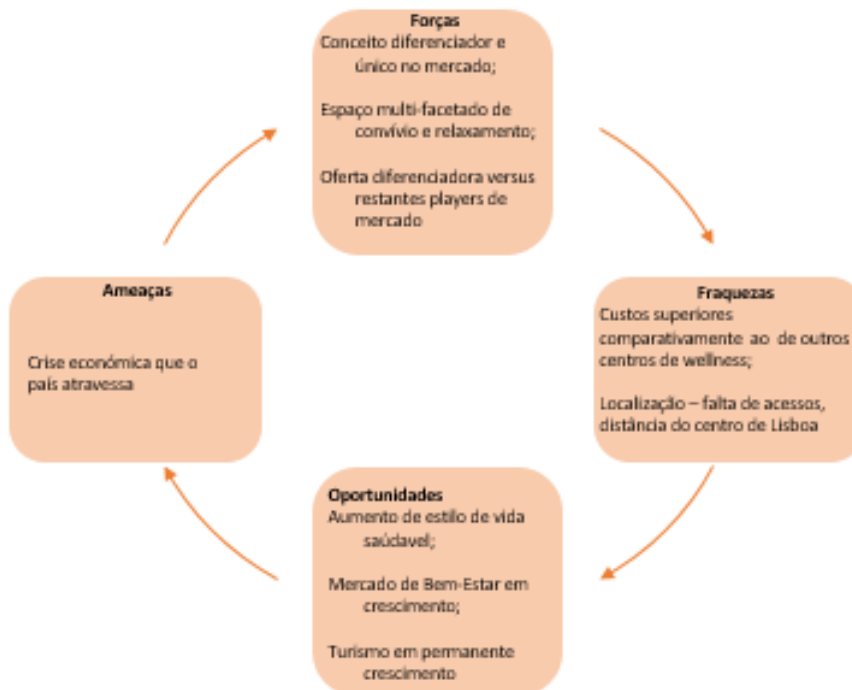 Forças
Conceito diferenciador e
único no mercado;
Espaço multi-facetado de
convívio e relaxamento;
Oferta diferenciadora versus
restantes players de
mercado
Fraquezas
Custos superiores
comparativamente ao de outros
centros de wellness;
Localização – falta de acessos,
distância do centro de Lisboa
Oportunidades
Aumento de estilo de vida
saúdavel;
Mercado de Bem-Estar em
crescimento;
Turismo em permanente
crescimento
Ameaças
Crise económica que o
país atravessa